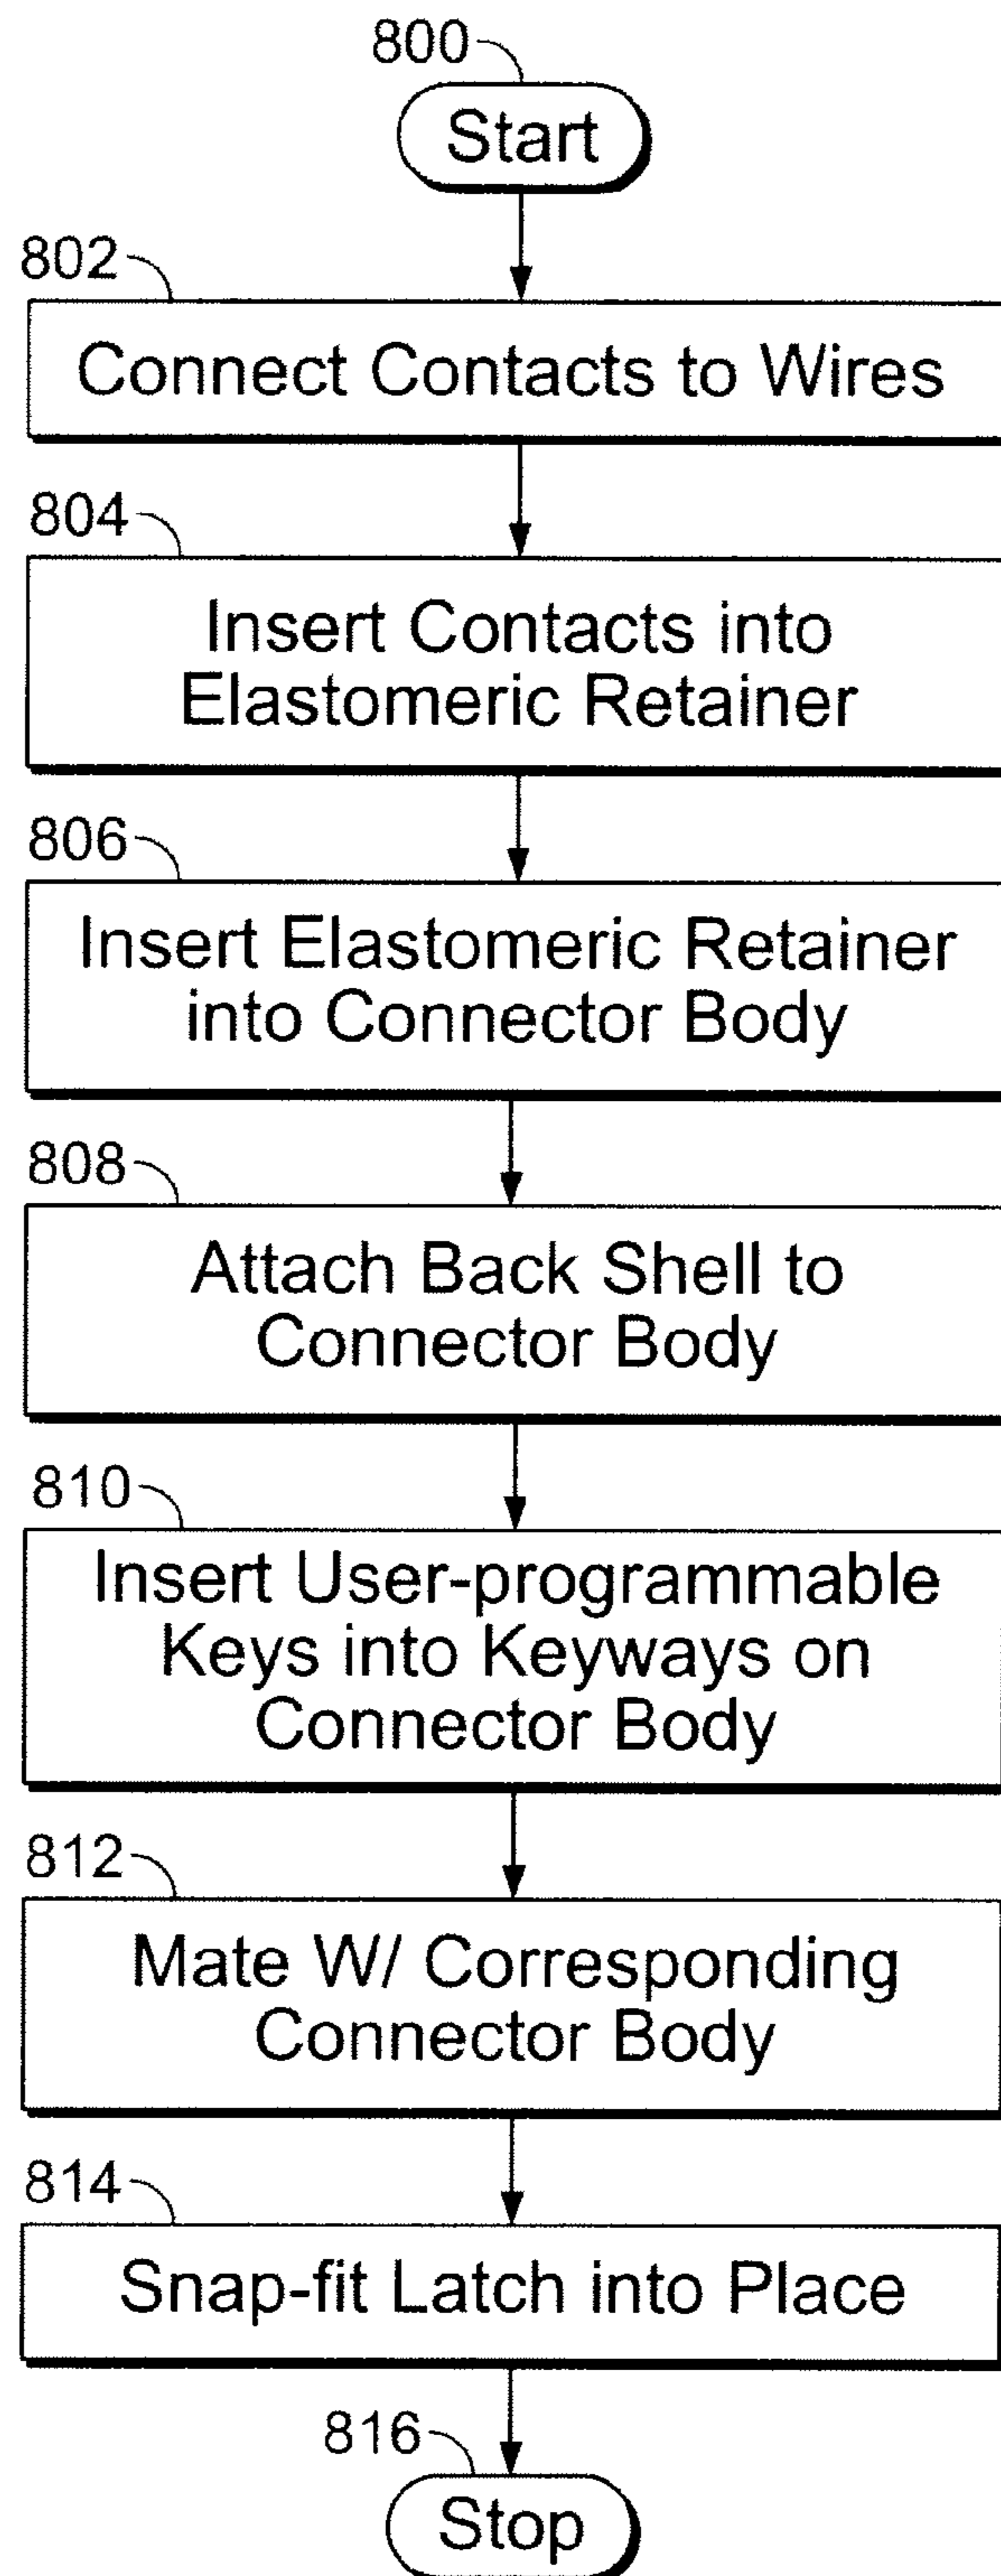 800
Start
802
Connect Contacts to Wires
804
Insert Contacts into
Elastomeric Retainer
806
Insert Elastomeric Retainer
into Connector Body
808
Attach Back Shell to
Connector Body
810
Insert User-programmable
Keys into Keyways on
Connector Body
812
Mate W/ Corresponding
Connector Body
814
Snap-fit Latch into Place
816
Stop